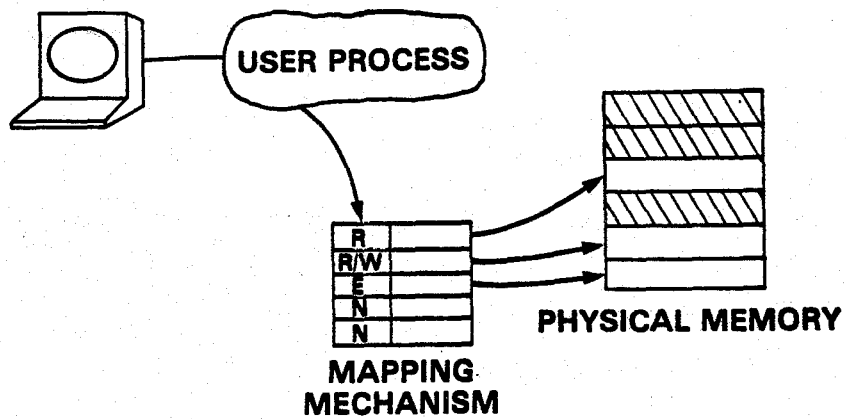 USER PROCESS
R
R/W
E
N
N
MAPPING
MECHANISM
PHYSICAL MEMORY